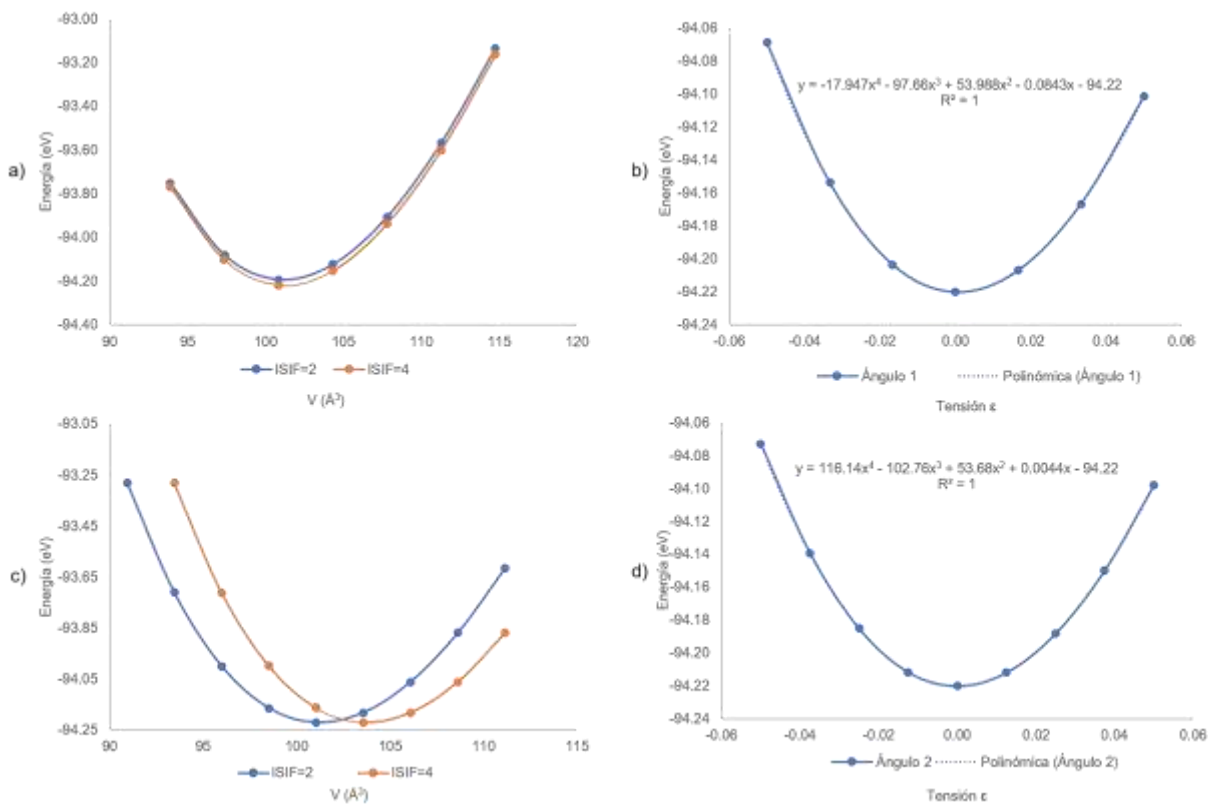 a)
Energía (eV)
-93.00
-93.20
-93.40
-93.60
-93.80
-94.00
-94.20
-94.40
90 95 100 105 110 115 120
ISIF=2 ISIF=4
V (Å³)
b)
Energía (eV)
-94.06
-94.08
-94.10
-94.12
-94.14
-94.16
-94.18
-94.20
-94.22
-94.24
y = -17.947x⁴ - 97.66x³ + 53.988x² - 0.0843x - 94.22
R² = 1
-0.06 -0.04 -0.02 0.00 0.02 0.04 0.06
Ángulo 1 Polinómica (Ángulo 1)
Tensión ε
c)
Energía (eV)
-93.05
-93.25
-93.45
-93.65
-93.85
-94.05
-94.25
90 95 100 105 110 115
ISIF=2 ISIF=4
V (Å³)
d)
Energía (eV)
-94.06
-94.08
-94.10
-94.12
-94.14
-94.16
-94.18
-94.20
-94.22
-94.24
y = 116.14x⁴ - 102.76x³ + 53.68x² + 0.0044x - 94.22
R² = 1
-0.06 -0.04 -0.02 0.00 0.02 0.04 0.06
Ángulo 2 Polinómica (Ángulo 2)
Tensión ε